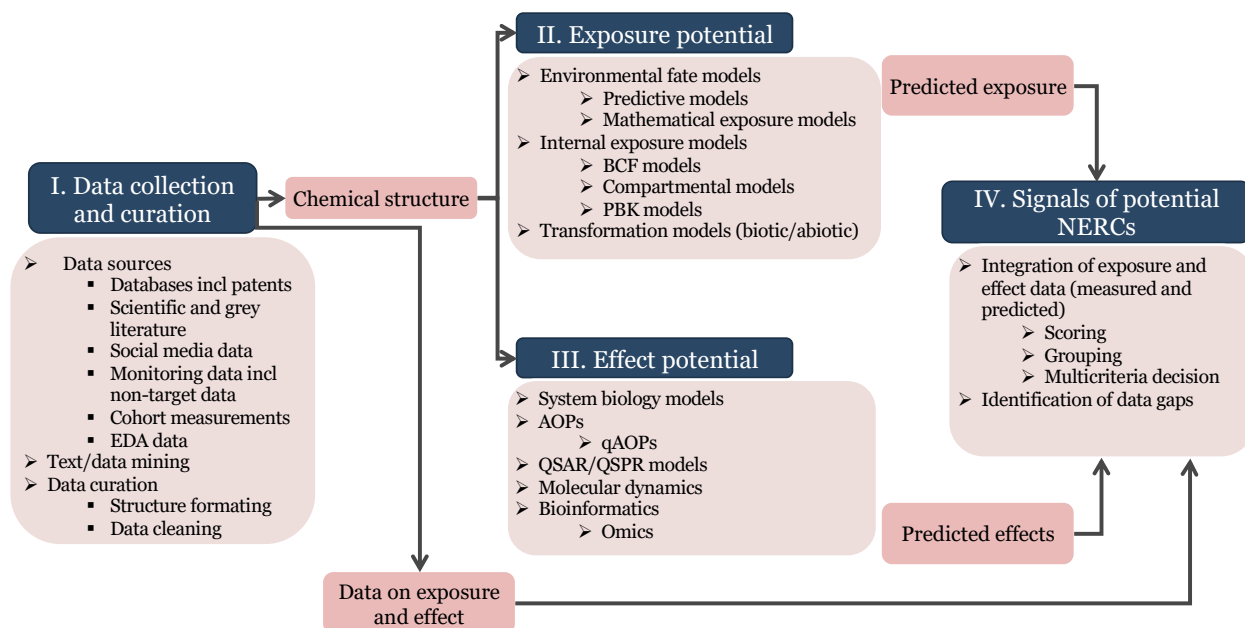 I. Data collection
and curation
Data sources
Databases incl patents
Scientific and grey
literature
Social media data
Monitoring data incl
non-target data
Cohort measurements
EDA data
Text/data mining
Data curation
Structure formating
Data cleaning
Chemical structure
Data on exposure
and effect
II. Exposure potential
Environmental fate models
Predictive models
Mathematical exposure models
Internal exposure models
BCF models
Compartmental models
PBK models
Transformation models (biotic/abiotic)
III. Effect potential
System biology models
AOPs
qAOPs
QSAR/QSPR models
Molecular dynamics
Bioinformatics
Omics
Predicted exposure
Predicted effects
IV. Signals of potential
NERCs
Integration of exposure and
effect data (measured and
predicted)
Scoring
Grouping
Multicriteria decision
Identification of data gaps